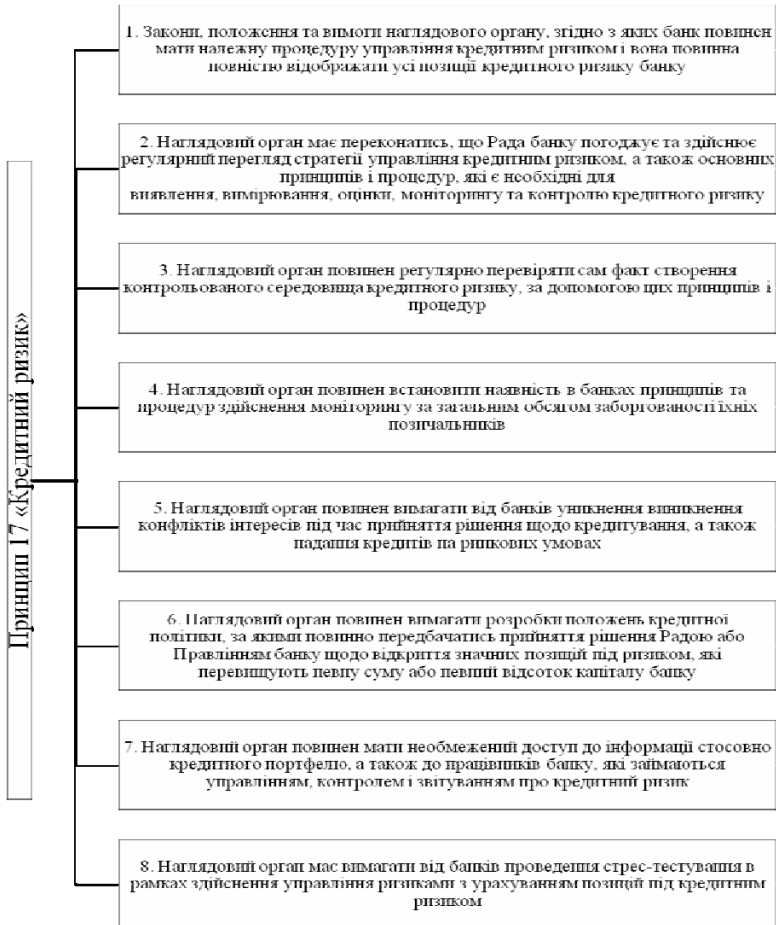 Принцип 17 «Кредитний ризик»
1. Закони, положення та вимоги наглядового органу, згідно з яких банк повинен
мати належну процедуру управління кредитним ризиком і вона повинна
повністю відображати усі позиції кредитного ризику банку
2. Наглядовий орган має переконатись, що Рада банку погоджує та здійснює
регулярний перегляд стратегії управління кредитним ризиком, а також основних
принципів і процедур, які є необхідні для
виявлення, вимірювання, оцінки, моніторингу та контролю кредитного ризику
3. Наглядовий орган повинен регулярно перевіряти сам факт створення
контрольованого середовища кредитного ризику, за допомогою цих принципів і
процедур
4. Наглядовий орган повинен встановити наявність в банках принципів та
процедур здійснення моніторингу за загальним обсягом заборгованості їхніх
позичальників
5. Наглядовий орган повинен вимагати від банків уникнення виникнення
конфліктів інтересів під час прийняття рішення щодо кредитування, а також
надання кредитів на ринкових умовах
6. Наглядовий орган повинен вимагати розробки положень кредитної
політики, за якими повинно передбачатись прийняття рішення Радою або
Правлінням банку щодо відкриття значних позицій під ризиком, які
перевищують певну суму або певний відсоток капіталу банку
7. Наглядовий орган повинен мати необмежений доступ до інформації стосовно
кредитного портфелю, а також до працівників банку, які займаються
управлінням, контролем і звітуванням про кредитний ризик
8. Наглядовий орган має вимагати від банків проведення стрес-тестування в
рамках здійснення управління ризиками з урахуванням позицій під кредитним
ризиком